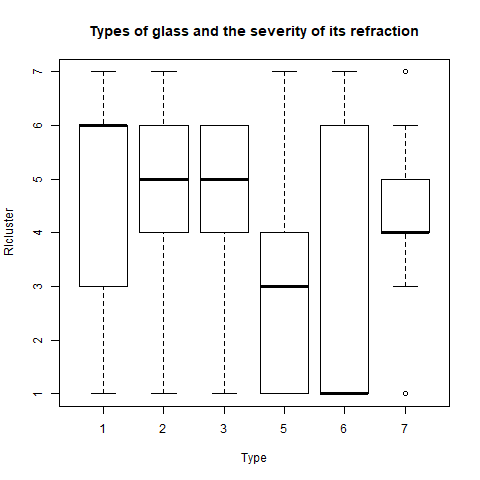 Types of glass and the severity of its refraction
RIcluster
7
6
5
4
3
2
1
1 2 3 5 6 7
Type